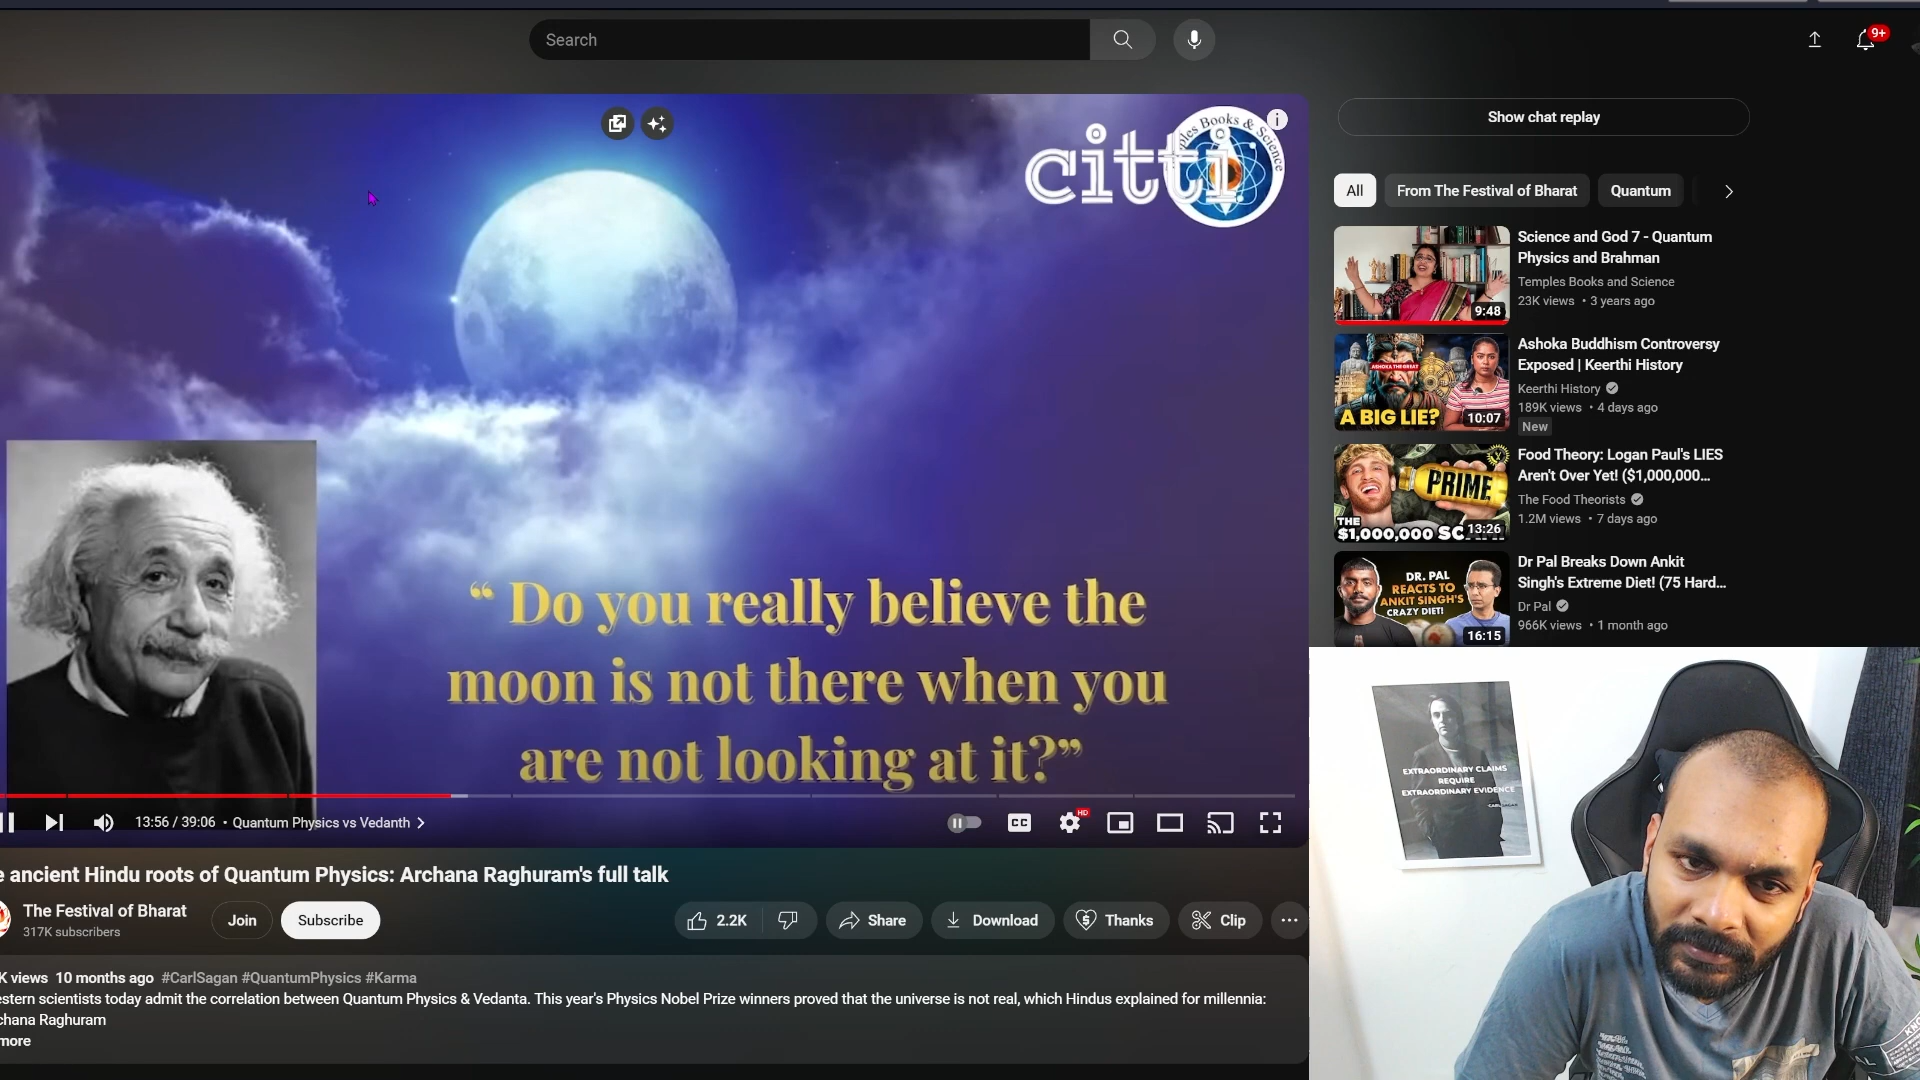 Search
9+
citti
ples Books & Science
Show chat replay
All
From The Festival of Bharat
Quantum
Science and God 7 - Quantum
Physics and Brahman
Temples Books and Science
23K views • 3 years ago
9:48
Ashoka Buddhism Controversy
Exposed | Keerthi History
Keerthi History
189K views • 4 days ago
New
ASHOKA THE GREAT
A BIG LIE?
10:07
Food Theory: Logan Paul's LIES
Aren't Over Yet! ($1,000,000...
The Food Theorists
1.2M views • 7 days ago
PRIME
THE
$1,000,000 SC
13:26
Dr Pal Breaks Down Ankit
Singh's Extreme Diet! (75 Hard...
Dr Pal
966K views • 1 month ago
DR. PAL
REACTS TO
ANKIT SINGH'S
CRAZY DIET!
16:15
“ Do you really believe the
moon is not there when you
are not looking at it?”
13:56 / 39:06 • Quantum Physics vs Vedanth
CC
HD
e ancient Hindu roots of Quantum Physics: Archana Raghuram's full talk
The Festival of Bharat
317K subscribers
Join
Subscribe
2.2K
Share
Download
Thanks
Clip
K views 10 months ago #CarlSagan #QuantumPhysics #Karma
estern scientists today admit the correlation between Quantum Physics & Vedanta. This year's Physics Nobel Prize winners proved that the universe is not real, which Hindus explained for millennia:
chana Raghuram
more
EXTRAORDINARY CLAIMS
REQUIRE
EXTRAORDINARY EVIDENCE
CARL SAGAN